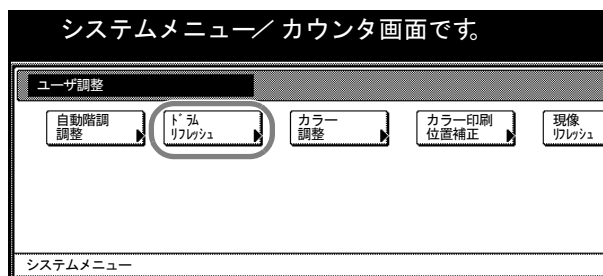 システムメニュー／カウンタ画面です。
ユーザ調整
自動階調
調整
ﾄﾞﾗﾑ
ﾘﾌﾚｯｼｭ
カラー
調整
カラー印刷
位置補正
現像
ﾘﾌﾚｯｼｭ
システムメニュー